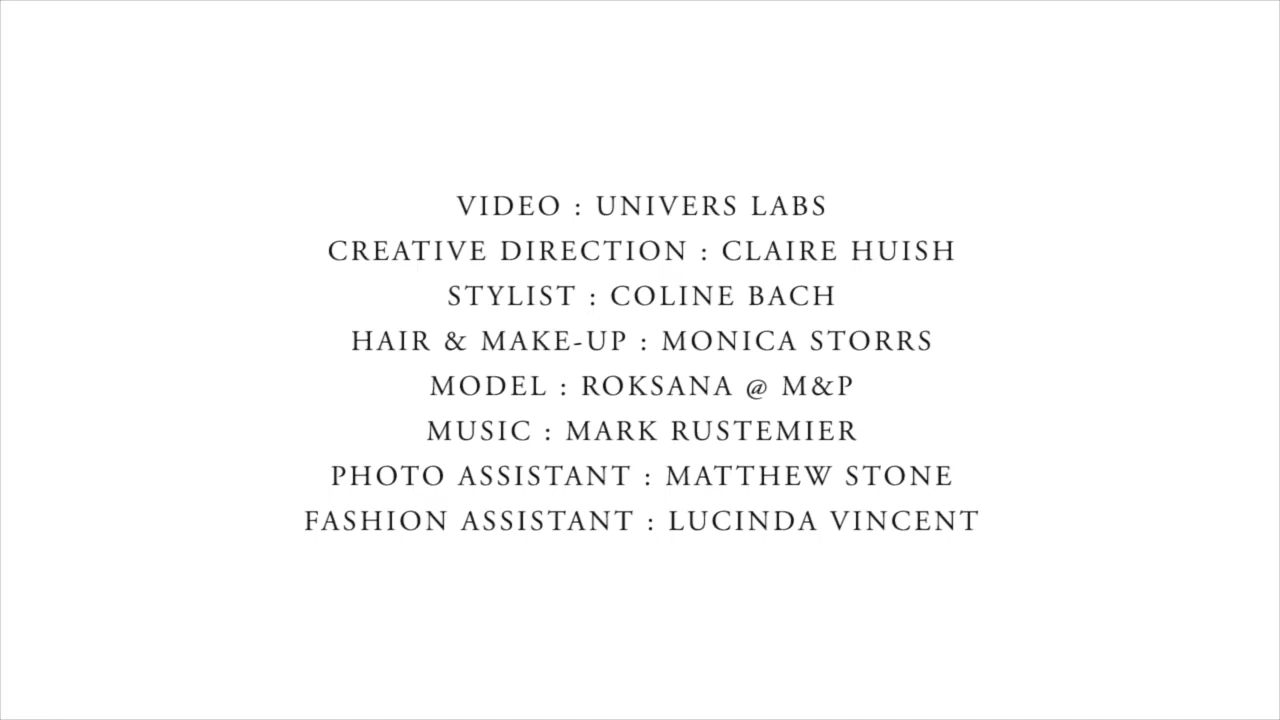 VIDEO : UNIVERS LABS
CREATIVE DIRECTION : CLAIRE HUISH
STYLIST : COLINE BACH
HAIR & MAKE-UP : MONICA STORRS
MODEL : ROKSANA @ M&P
MUSIC : MARK RUSTEMIER
PHOTO ASSISTANT : MATTHEW STONE
FASHION ASSISTANT : LUCINDA VINCENT